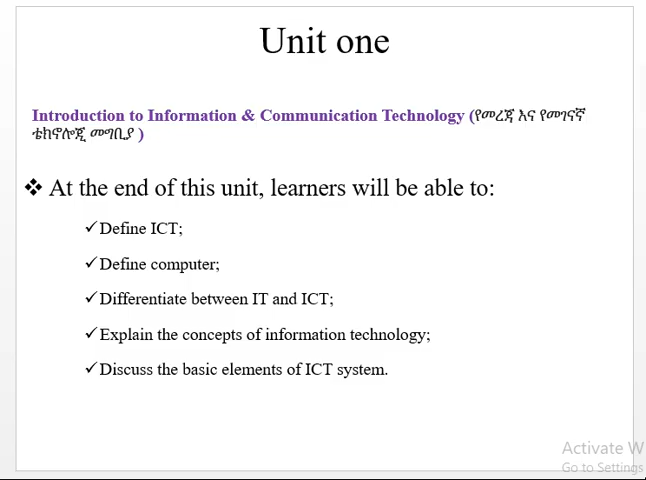 Unit one
Introduction to Information & Communication Technology (የመረጃ እና የመገናኛ
ቴክኖሎጂ መግቢያ )
❖ At the end of this unit, learners will be able to:
✓Define ICT;
✓Define computer;
✓Differentiate between IT and ICT;
✓Explain the concepts of information technology;
✓Discuss the basic elements of ICT system.
Activate W
Go to Settings